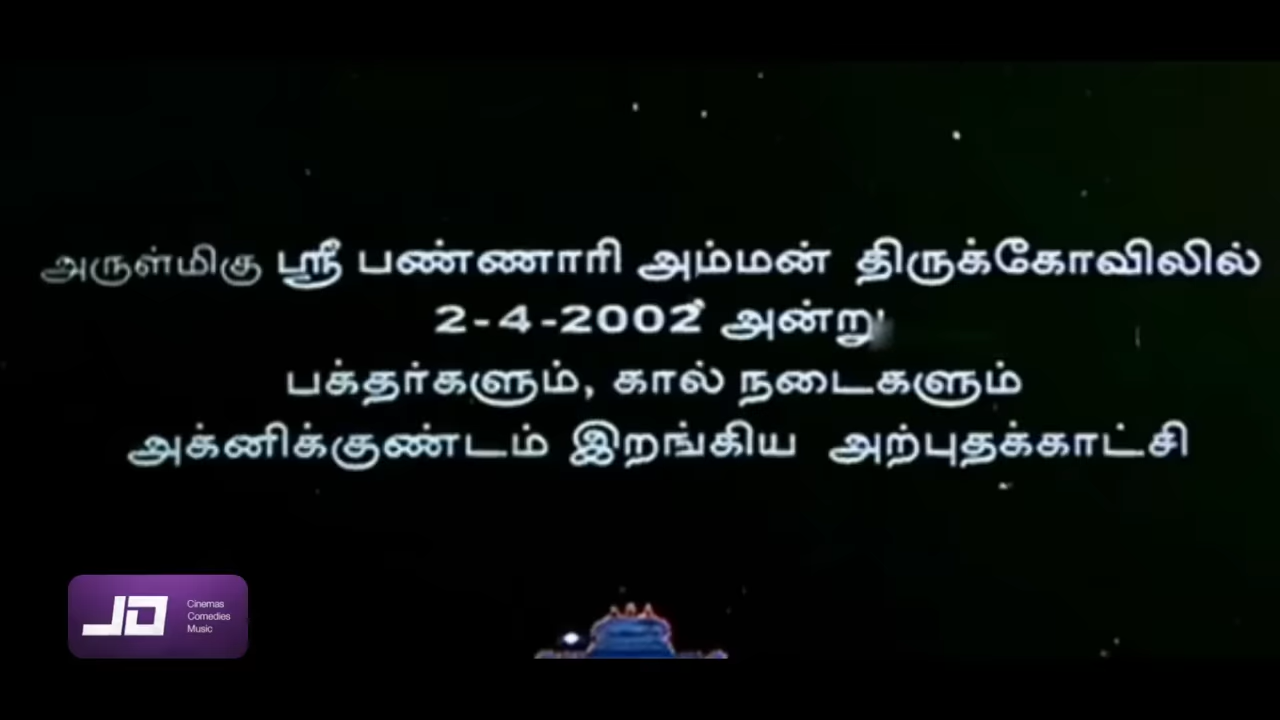 அருள்மிகு ஸ்ரீ பண்ணாரி அம்மன் திருக்கோவிலில்
2-4-2002 அன்று
பக்தர்களும், கால் நடைகளும்
அக்னிக்குண்டம் இறங்கிய அற்புதக்காட்சி
JD
Cinemas
Comedies
Music